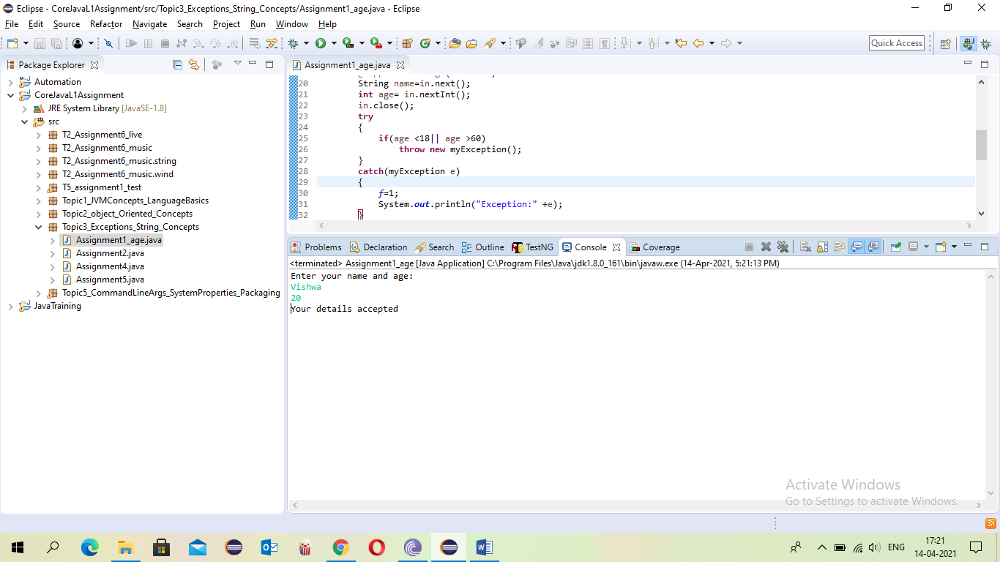 Eclipse - CoreJavaL1Assignment/src/Topic3_Exceptions_String_Concepts/Assignment1_age.java - Eclipse
File Edit Source Refactor Navigate Search Project Run Window Help
Quick Access
Package Explorer
Automation
CoreJavaL1Assignment
JRE System Library [JavaSE-1.8]
src
T2_Assignment6_live
T2_Assignment6_music
T2_Assignment6_music.string
T2_Assignment6_music.wind
T5_assignment1_test
Topic1_JVMConcepts_LanguageBasics
Topic2_object_Oriented_Concepts
Topic3_Exceptions_String_Concepts
Assignment1_age.java
Assignment2.java
Assignment4.java
Assignment5.java
Topic5_CommandLineArgs_SystemProperties_Packaging
JavaTraining
Assignment1_age.java
20 String name=in.next();
21 int age= in.nextInt();
22 in.close();
23 try
24 {
25 if(age <18|| age >60)
26 throw new myException();
27 }
28 catch(myException e)
29 {
30 f=1;
31 System.out.println("Exception:" +e);
32 }
Problems Declaration Search Outline TestNG Console Coverage
<terminated> Assignment1_age [Java Application] C:\Program Files\Java\jdk1.8.0_161\bin\javaw.exe (14-Apr-2021, 5:21:13 PM)
Enter your name and age:
Vishwa
20
Your details accepted
Activate Windows
Go to Settings to activate Windows.
ENG
17:21
14-04-2021